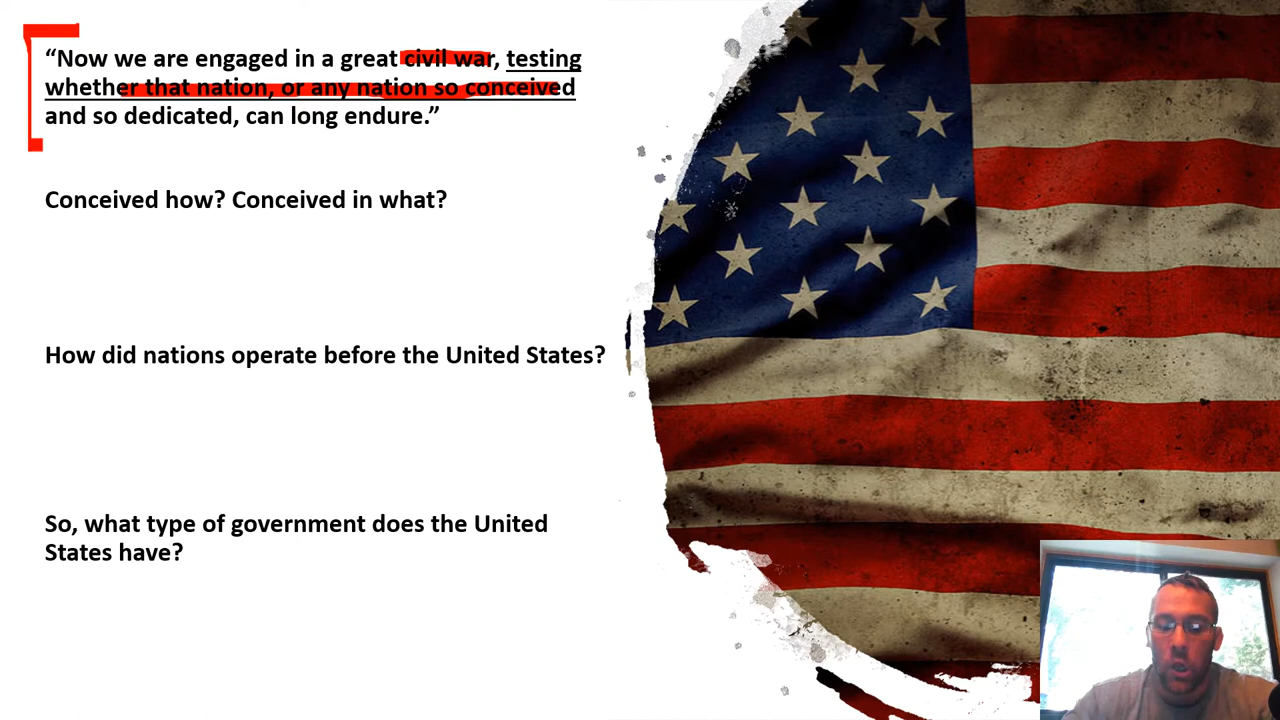 “Now we are engaged in a great civil war, testing
whether that nation, or any nation so conceived
and so dedicated, can long endure.”
Conceived how? Conceived in what?
How did nations operate before the United States?
So, what type of government does the United
States have?